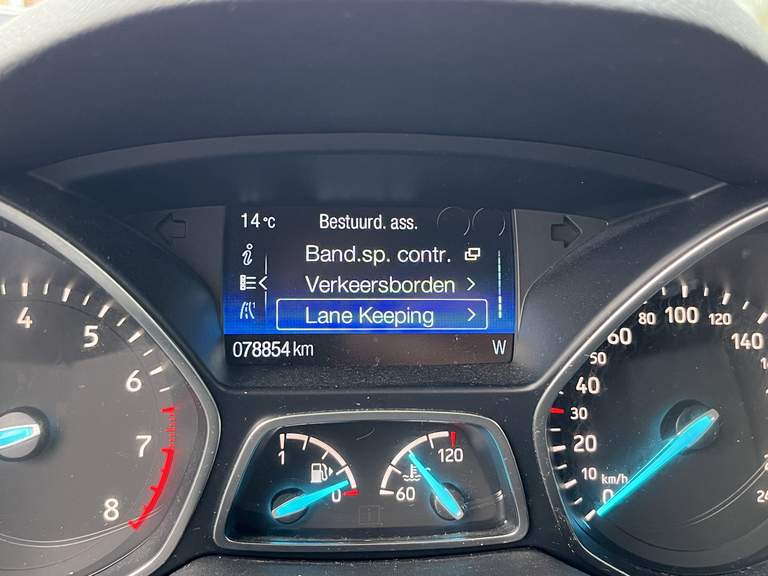 14 °C Bestuurd. ass.
Band.sp. contr.
Verkeersborden >
Lane Keeping >
078854 km W
4 5 6 7 8
1 0
60 120
0 10 20 30 40 50 60 80 100 120 140
km/h